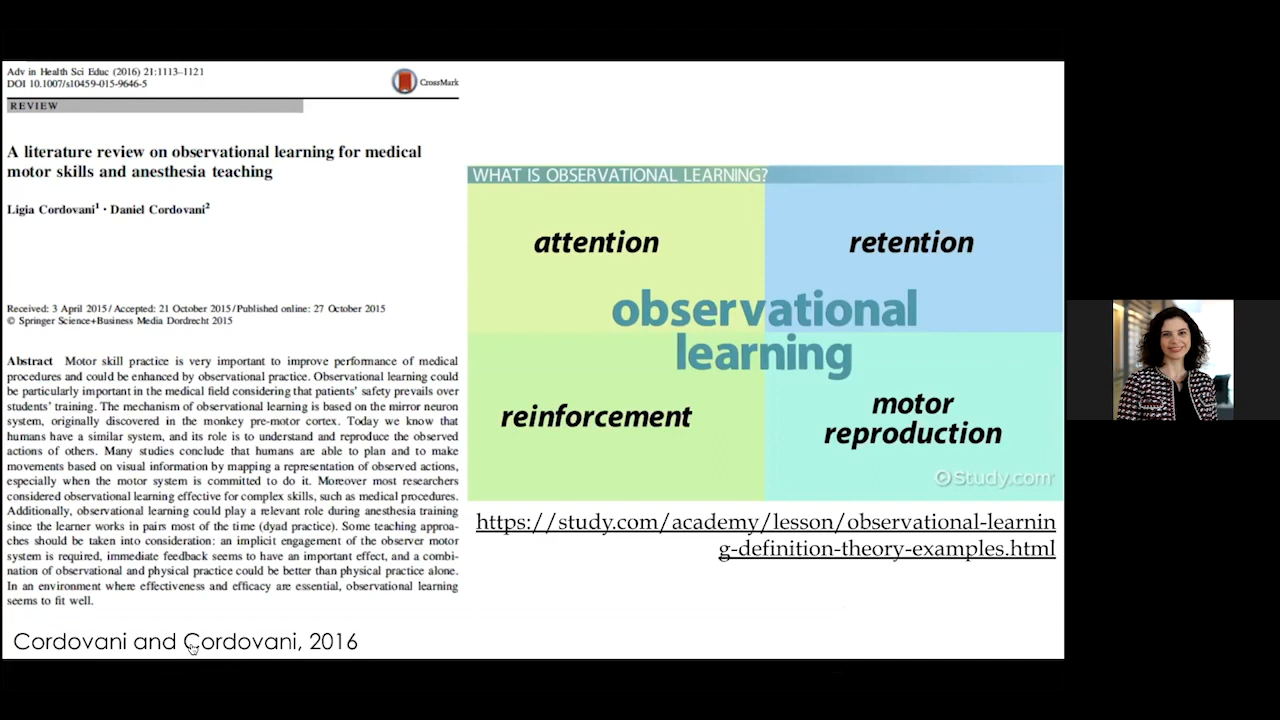 Adv in Health Sci Educ (2016) 21:1113–1121
DOI 10.1007/s10459-015-9646-5
CrossMark
REVIEW
A literature review on observational learning for medical
motor skills and anesthesia teaching
Ligia Cordovani1 · Daniel Cordovani2
Received: 3 April 2015 / Accepted: 21 October 2015 / Published online: 27 October 2015
© Springer Science+Business Media Dordrecht 2015
Abstract Motor skill practice is very important to improve performance of medical
procedures and could be enhanced by observational practice. Observational learning could
be particularly important in the medical field considering that patients' safety prevails over
students' training. The mechanism of observational learning is based on the mirror neuron
system, originally discovered in the monkey pre-motor cortex. Today we know that
humans have a similar system, and its role is to understand and reproduce the observed
actions of others. Many studies conclude that humans are able to plan and to make
movements based on visual information by mapping a representation of observed actions,
especially when the motor system is committed to do it. Moreover most researchers
considered observational learning effective for complex skills, such as medical procedures.
Additionally, observational learning could play a relevant role during anesthesia training
since the learner works in pairs most of the time (dyad practice). Some teaching approa-
ches should be taken into consideration: an implicit engagement of the observer motor
system is required, immediate feedback seems to have an important effect, and a combi-
nation of observational and physical practice could be better than physical practice alone.
In an environment where effectiveness and efficacy are essential, observational learning
seems to fit well.
Cordovani and Cordovani, 2016
WHAT IS OBSERVATIONAL LEARNING?
attention
retention
observational
learning
reinforcement
motor
reproduction
Study.com
https://study.com/academy/lesson/observational-learnin
g-definition-theory-examples.html